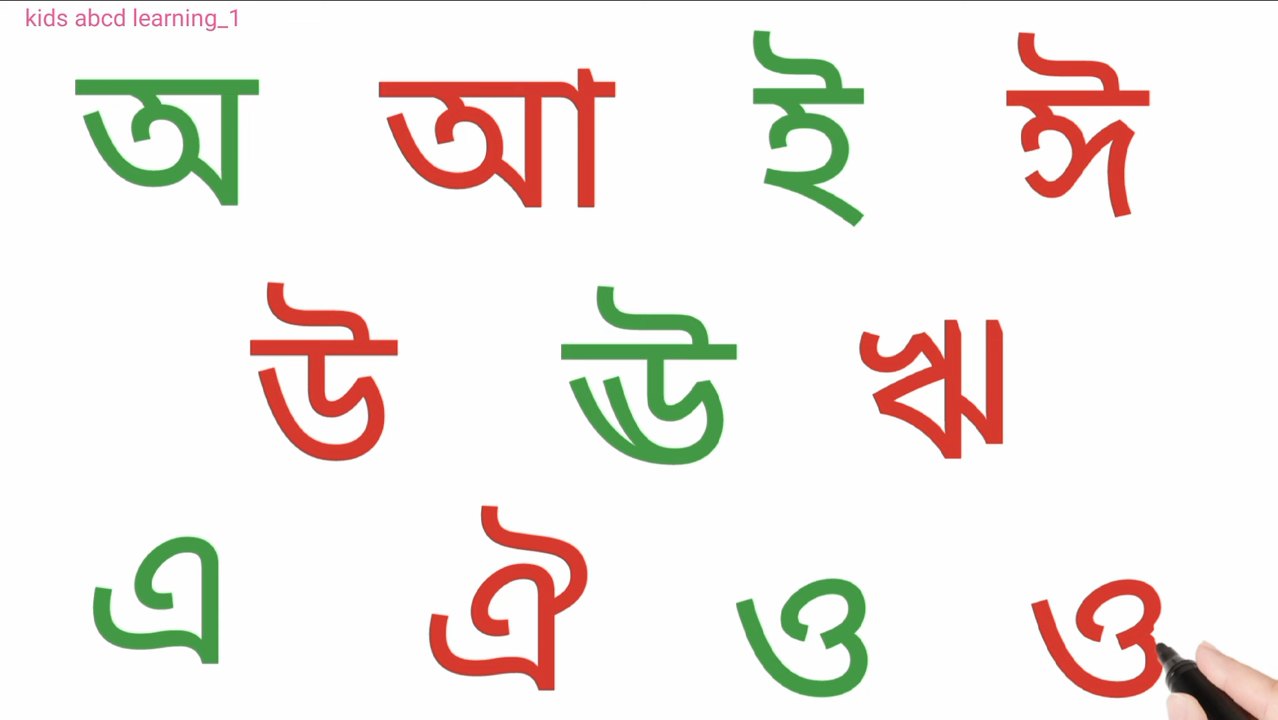 kids abcd learning_1
অ আ ই ঈ
উ ঊ ঋ
এ ঐ ও ও